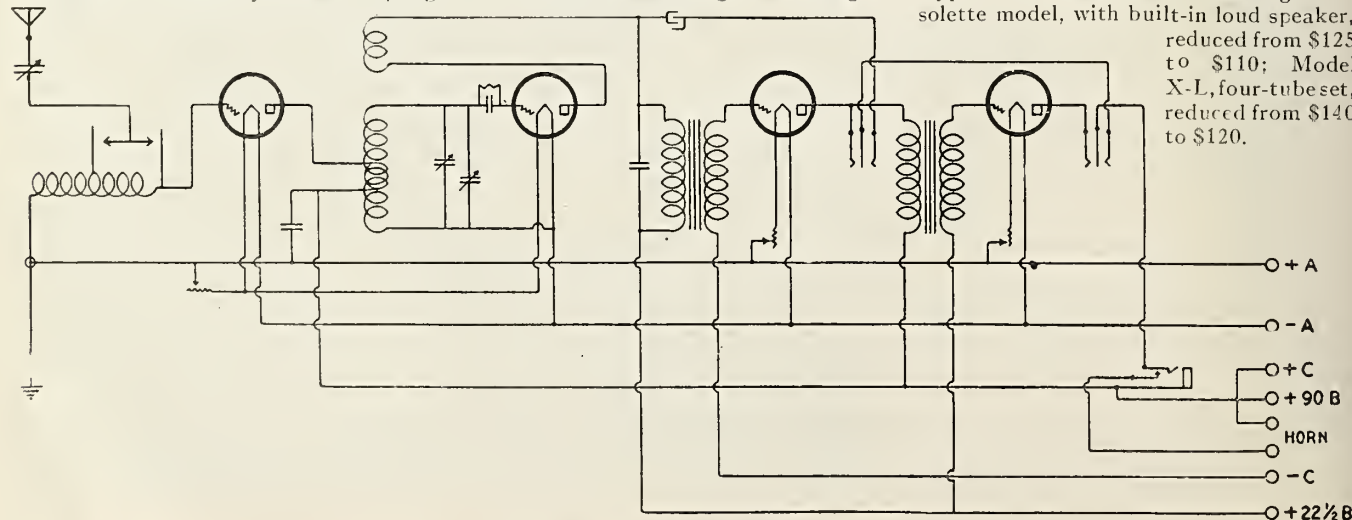 solette model, with built-in loud speaker,
reduced from $125
to $110; Model
X-L, four-tube set,
reduced from $140
to $120.
+ A
- A
+ C
+ 90 B
HORN
- C
+ 22½ B